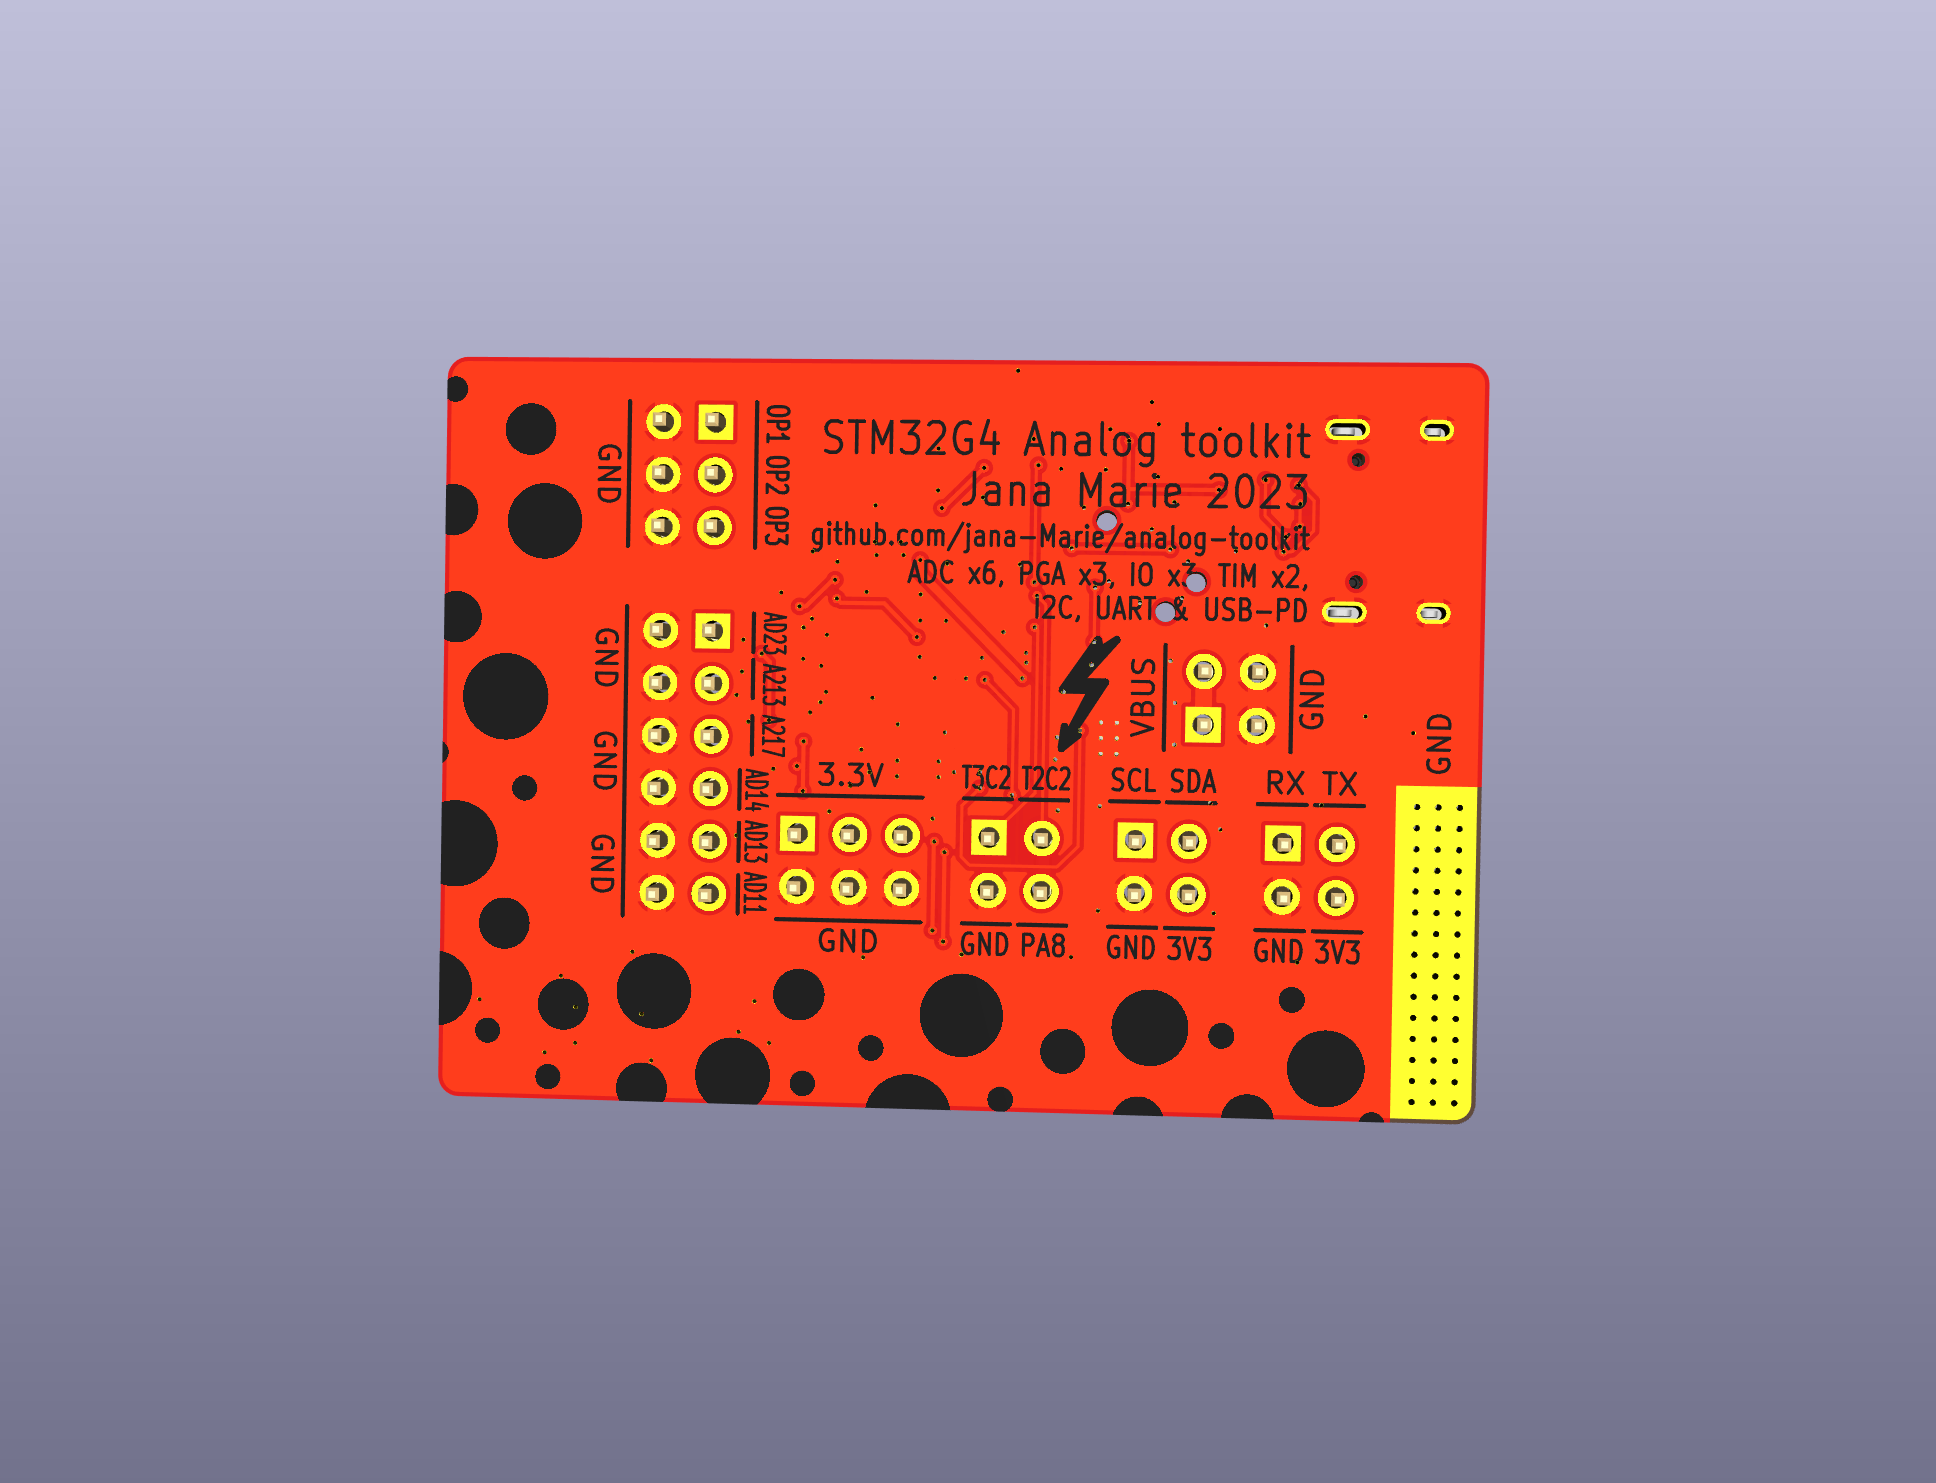 STM32G4 Analog toolkit
Jana Marie 2023
github.com/jana-Marie/analog-toolkit
ADC x6, PGA x3, IO x3, TIM x2,
i2C, UART & USB-PD
GND
OP1 OP2 OP3
GND
GND
GND
AD23 A213 A217
AD14 AD13 AD11
3.3V
GND
T3C2 T2C2
GND PA8
VBUS
GND
SCL SDA
GND 3V3
RX TX
GND 3V3
GND